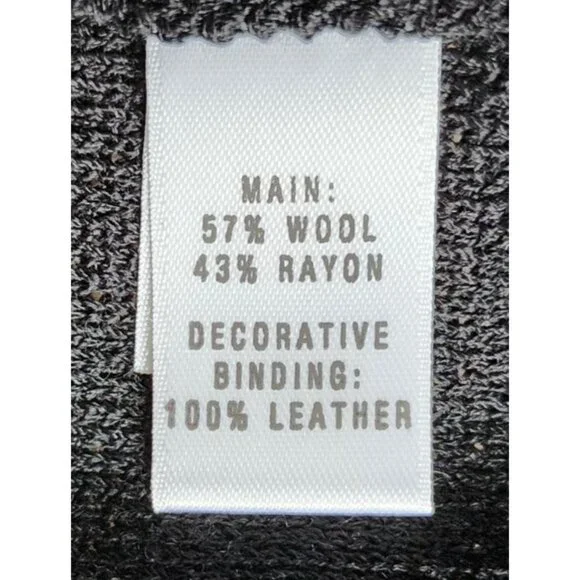 MAIN:
57% WOOL
43% RAYON
DECORATIVE
BINDING:
100% LEATHER